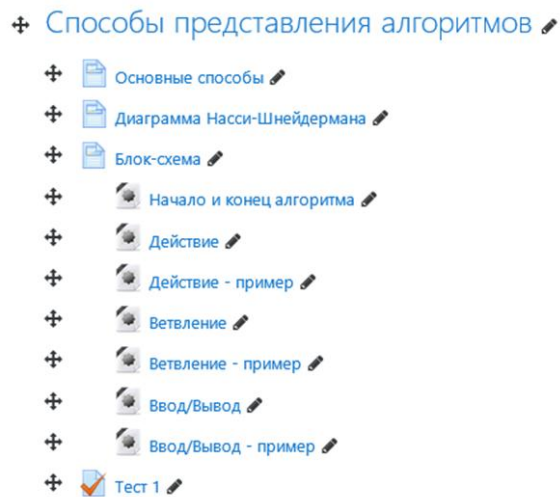 Способы представления алгоритмов
Основные способы
Диаграмма Насси-Шнейдермана
Блок-схема
Начало и конец алгоритма
Действие
Действие - пример
Ветвление
Ветвление - пример
Ввод/Вывод
Ввод/Вывод - пример
Тест 1